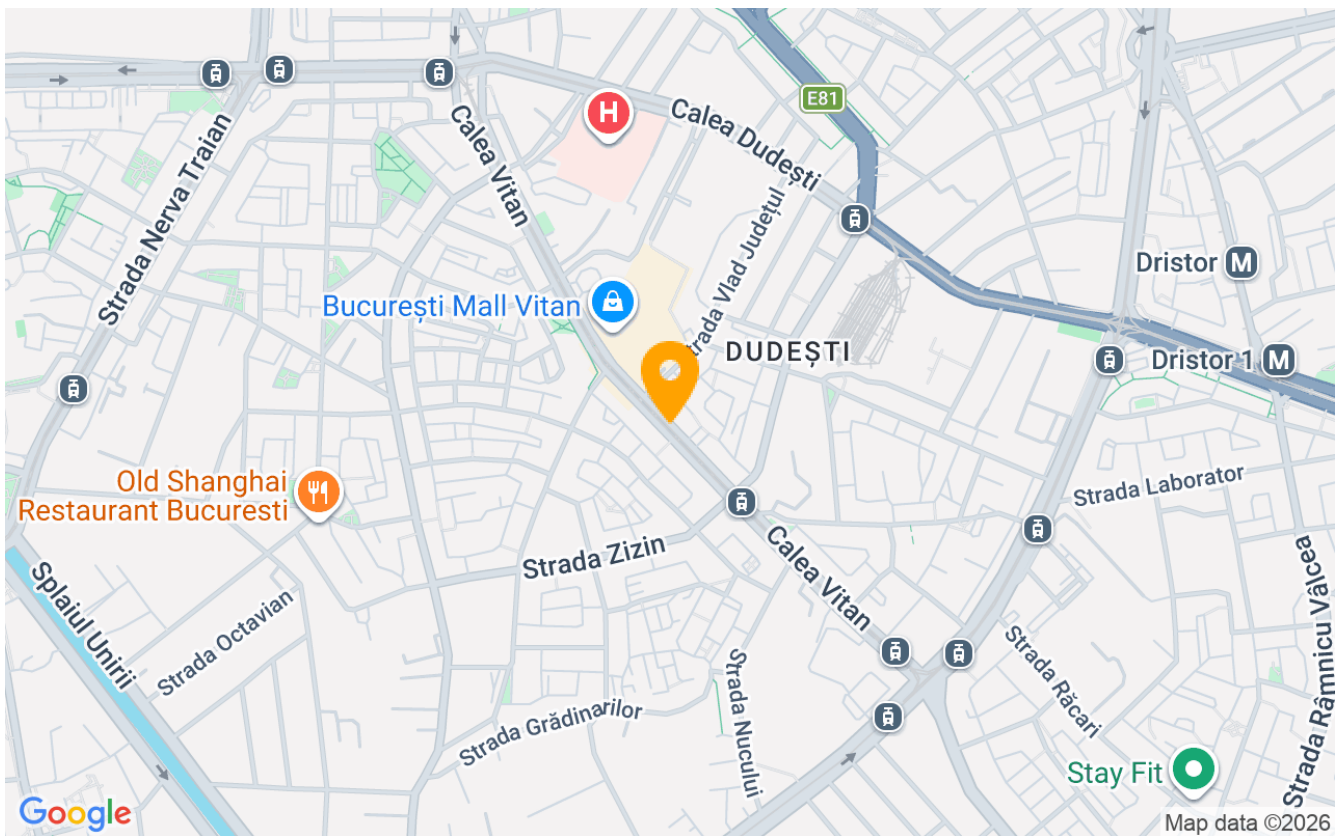 E81
H
Calea Dudești
Calea Vitan
Strada Nerva Traian
Strada Vlad Județul
Dristor M
București Mall Vitan
DUDEȘTI
Dristor 1 M
Old Shanghai
Restaurant Bucuresti
Strada Laborator
Strada Zizin
Calea Vitan
Splaiul Unirii
Strada Octavian
Strada Râmnicu Vâlcea
Strada Răcari
Strada Nucului
Strada Grădinarilor
Stay Fit
Google
Map data ©2026